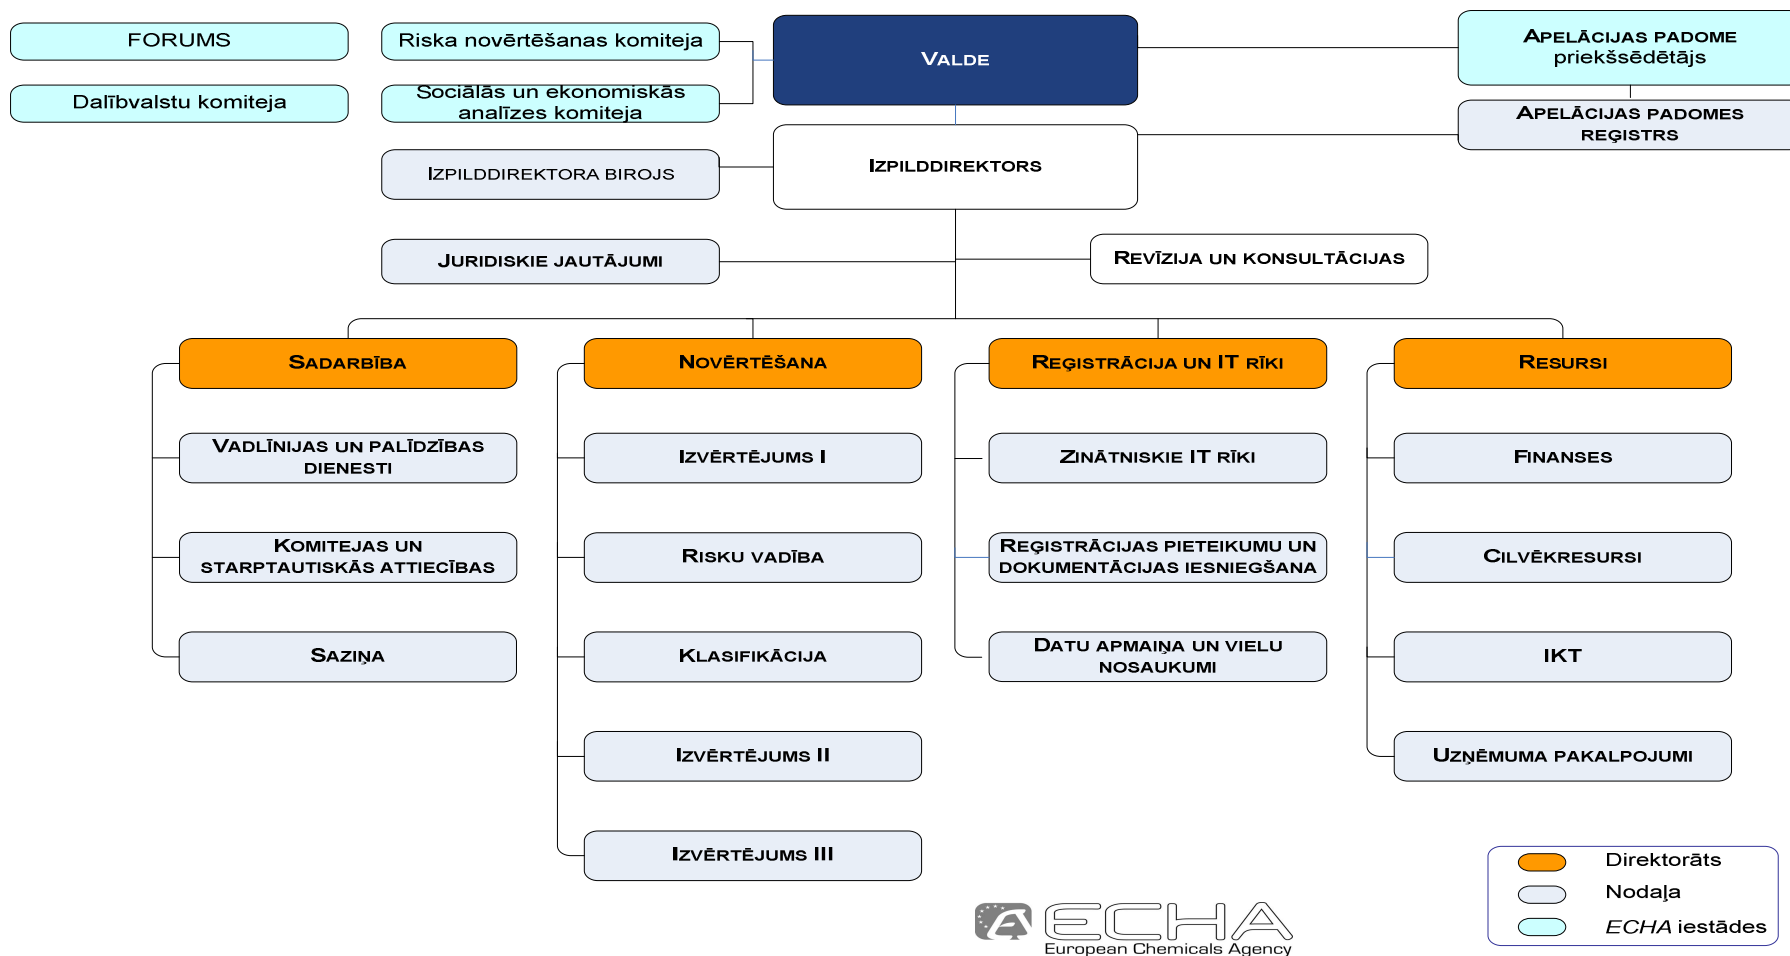 FORUMS
Dalībvalstu komiteja
Riska novērtēšanas komiteja
Sociālās un ekonomiskās
analīzes komiteja
VALDE
APELĀCIJAS PADOME
priekšsēdētājs
APELĀCIJAS PADOMES
REĢISTRS
IZPILDDIREKTORA BIROJS
IZPILDDIREKTORS
JURIDISKIE JAUTĀJUMI
REVĪZIJA UN KONSULTĀCIJAS
SADARBĪBA
VADLĪNIJAS UN PALĪDZĪBAS
DIENESTI
KOMITEJAS UN
STARPTAUTISKĀS ATTIECĪBAS
SAZIŅA
NOVĒRTĒŠANA
IZVĒRTĒJUMS I
RISKU VADĪBA
KLASIFIKĀCIJA
IZVĒRTĒJUMS II
IZVĒRTĒJUMS III
REĢISTRĀCIJA UN IT RĪKI
ZINĀTNISKIE IT RĪKI
REĢISTRĀCIJAS PIETEIKUMU UN
DOKUMENTĀCIJAS IESNIEGŠANA
DATU APMAIŅA UN VIELU
NOSAUKUMI
RESURSI
FINANSES
CILVĒKRESURSI
IKT
UZŅĒMUMA PAKALPOJUMI
Direktorāts
Nodaļa
ECHA iestādes
ECHA
European Chemicals Agency